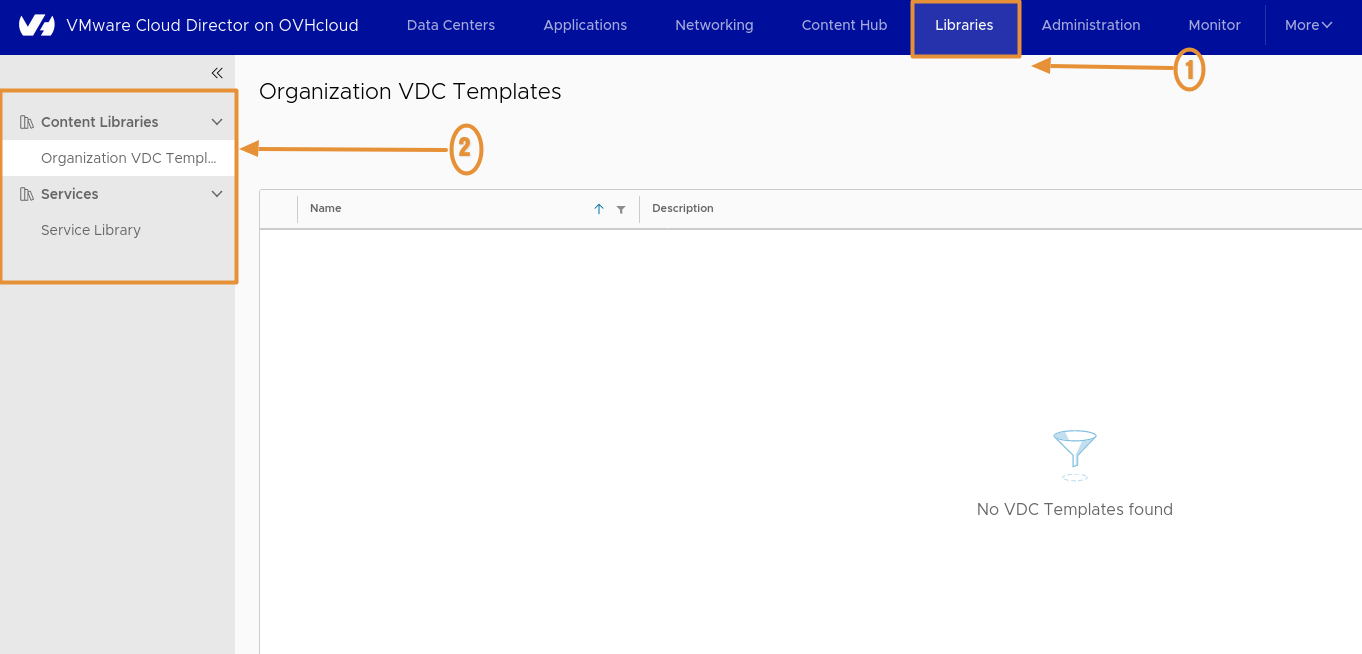 VMware Cloud Director on OVHcloud
Data Centers
Applications
Networking
Content Hub
Libraries
Administration
Monitor
More
1
Organization VDC Templates
Content Libraries
2
Organization VDC Templ...
Services
Service Library
Name
Description
No VDC Templates found